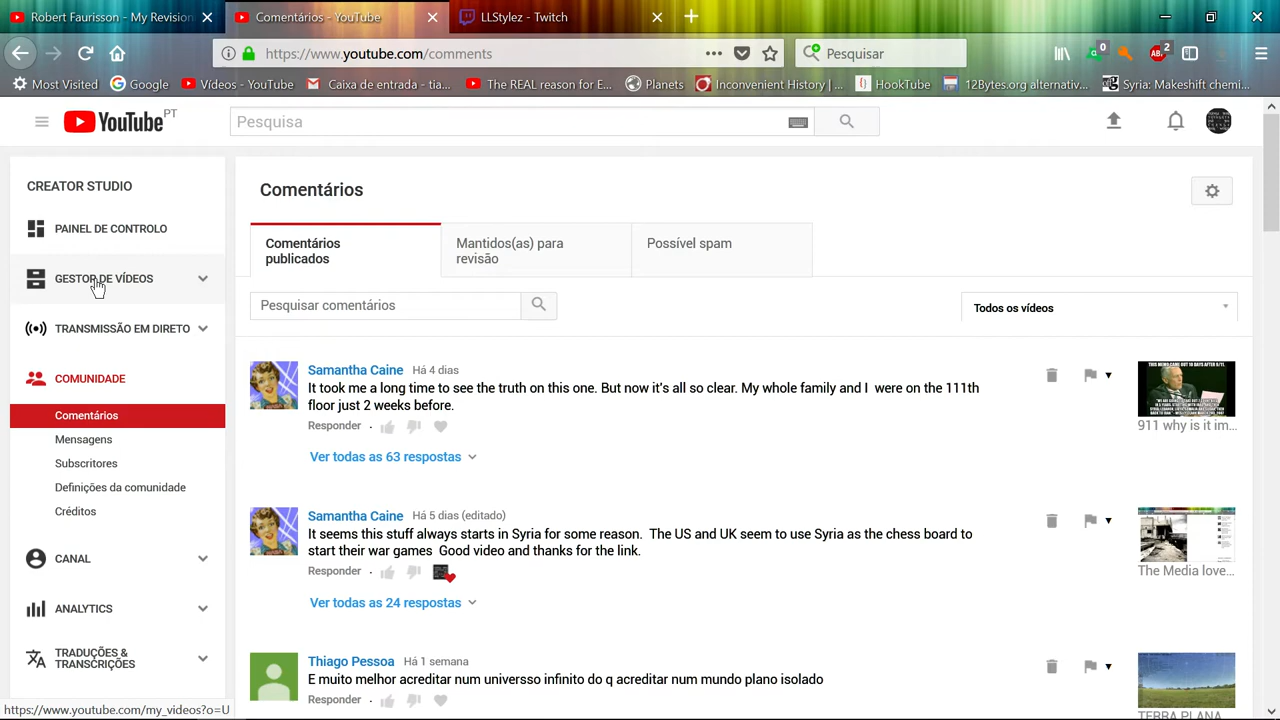 Robert Faurisson - My Revision
Comentários - YouTube
LLStylez - Twitch
https://www.youtube.com/comments
Pesquisar
0
2
Most Visited
Google
Vídeos - YouTube
Caixa de entrada - tia...
The REAL reason for E...
Planets
Inconvenient History | ...
HookTube
12Bytes.org alternativ...
Syria: Makeshift chemi...
YouTube PT
Pesquisa
CREATOR STUDIO
PAINEL DE CONTROLO
GESTOR DE VÍDEOS
TRANSMISSÃO EM DIRETO
COMUNIDADE
Comentários
Mensagens
Subscritores
Definições da comunidade
Créditos
CANAL
ANALYTICS
TRADUÇÕES &
TRANSCRIÇÕES
https://www.youtube.com/my_videos?o=U
Comentários
Comentários
publicados
Mantidos(as) para
revisão
Possível spam
Pesquisar comentários
Todos os vídeos
Samantha Caine Há 4 dias
It took me a long time to see the truth on this one. But now it's all so clear. My whole family and I were on the 111th
floor just 2 weeks before.
Responder .
Ver todas as 63 respostas
911 why is it im...
Samantha Caine Há 5 dias (editado)
It seems this stuff always starts in Syria for some reason. The US and UK seem to use Syria as the chess board to
start their war games Good video and thanks for the link.
Responder .
Ver todas as 24 respostas
The Media love...
Thiago Pessoa Há 1 semana
E muito melhor acreditar num universso infinito do q acreditar num mundo plano isolado
Responder .
TERRA PLANA